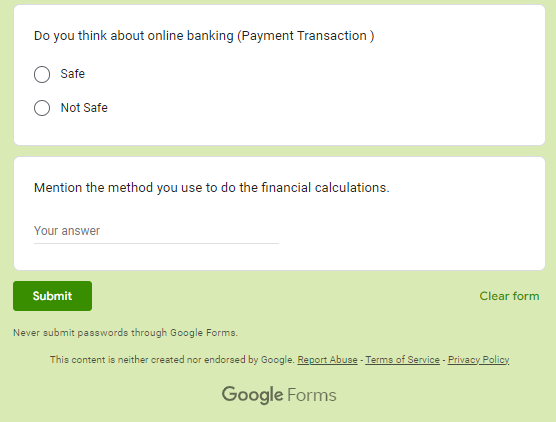 Do you think about online banking (Payment Transaction )
Safe
Not Safe
Mention the method you use to do the financial calculations.
Your answer
Submit
Clear form
Never submit passwords through Google Forms.
This content is neither created nor endorsed by Google. Report Abuse - Terms of Service - Privacy Policy
Google Forms